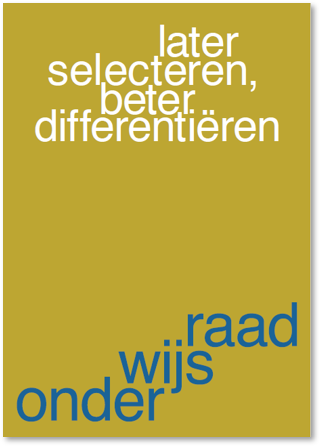 later
selecteren,
beter
differentiëren
raad
wijs
onder